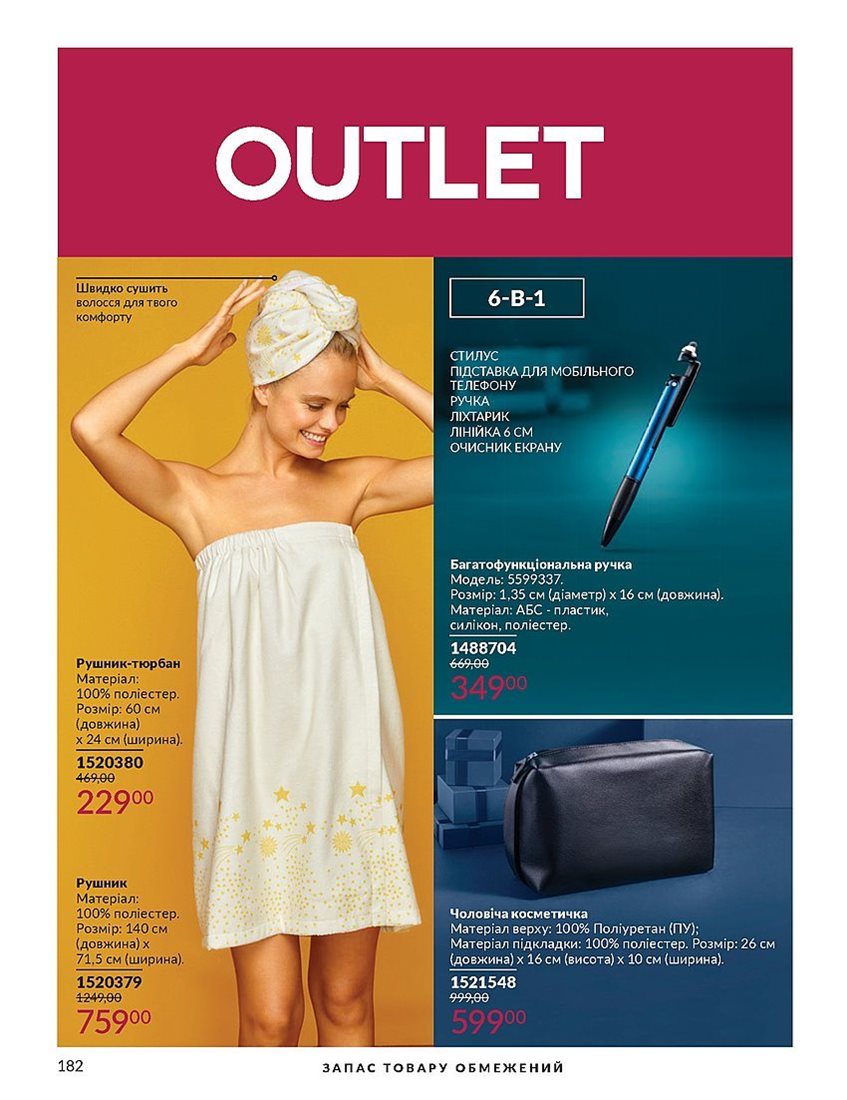 OUTLET
Швидко сушить
волосся для твого
комфорту
6-В-1
СТИЛУС
ПІДСТАВКА ДЛЯ МОБІЛЬНОГО
ТЕЛЕФОНУ
РУЧКА
ЛІХТАРИК
ЛІНІЙКА 6 СМ
ОЧИСНИК ЕКРАНУ
Багатофункціональна ручка
Модель: 5599337.
Розмір: 1,35 см (діаметр) х 16 см (довжина).
Матеріал: АБС - пластик,
силікон, поліестер.
1488704
669,00
34900
Рушник-тюрбан
Матеріал:
100% поліестер.
Розмір: 60 см
(довжина)
х 24 см (ширина).
1520380
469,00
22900
Рушник
Матеріал:
100% поліестер.
Розмір: 140 см
(довжина) х
71,5 см (ширина).
1520379
1249,00
75900
Чоловіча косметичка
Матеріал верху: 100% Поліуретан (ПУ);
Матеріал підкладки: 100% поліестер. Розмір: 26 см
(довжина) х 16 см (висота) х 10 см (ширина).
1521548
999,00
59900
182
ЗАПАС ТОВАРУ ОБМЕЖЕНИЙ